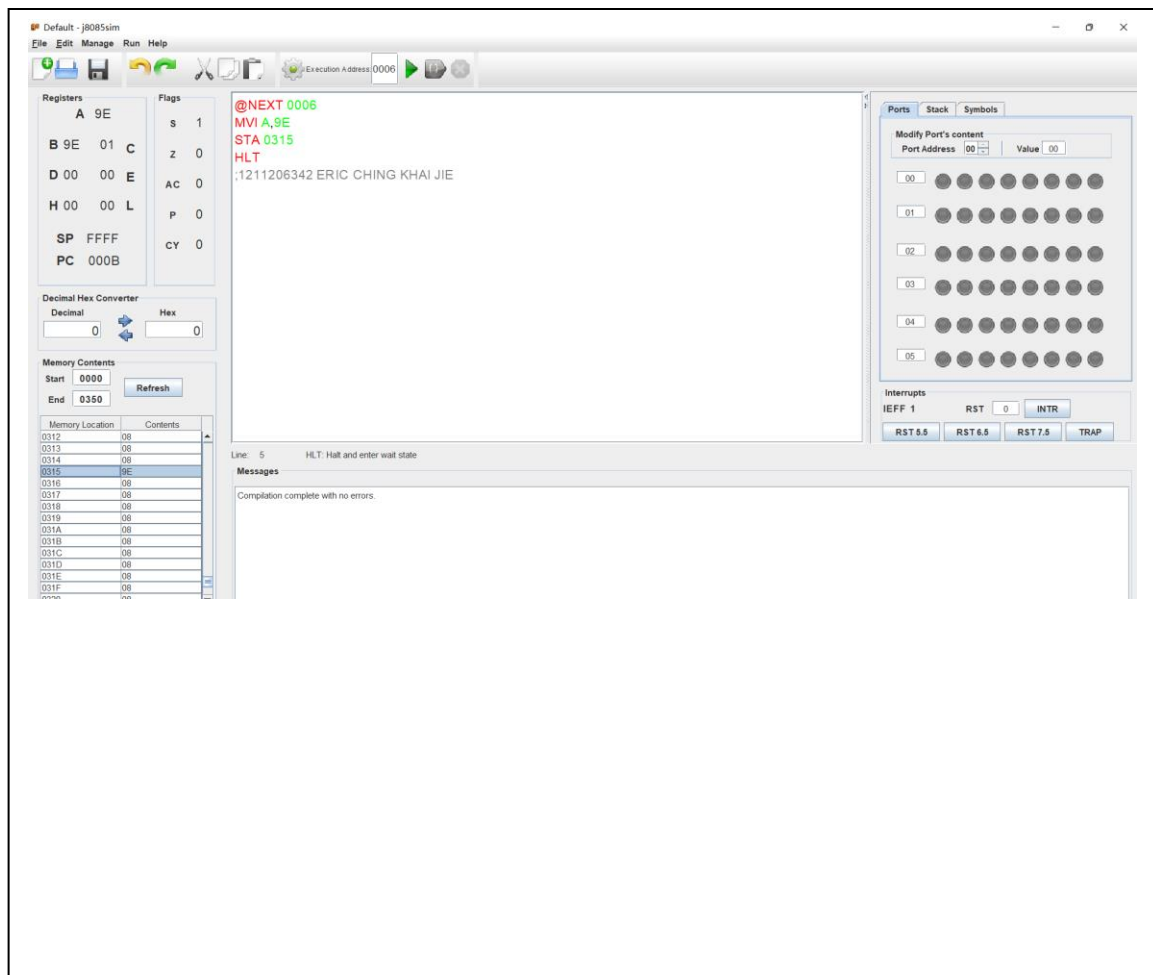 Default - j8085sim
File Edit Manage Run Help
Execution Address: 0006
Registers
A 9E
B 9E 01 C
D 00 00 E
H 00 00 L
SP FFFF
PC 000B
Flags
S 1
Z 0
AC 0
P 0
CY 0
Decimal Hex Converter
Decimal Hex
0 0
Memory Contents
Start 0000
Refresh
End 0350
Memory Location Contents
0312 08
0313 08
0314 08
0315 9E
0316 08
0317 08
0318 08
0319 08
031A 08
031B 08
031C 08
031D 08
031E 08
031F 08
@NEXT 0006
MVI A,9E
STA 0315
HLT
;1211206342 ERIC CHING KHAI JIE
Line: 5 HLT: Halt and enter wait state
Messages
Compilation complete with no errors.
Ports Stack Symbols
Modify Port's content
Port Address 00 Value 00
00
01
02
03
04
05
Interrupts
IEFF 1 RST 0 INTR
RST 5.5 RST 6.5 RST 7.5 TRAP